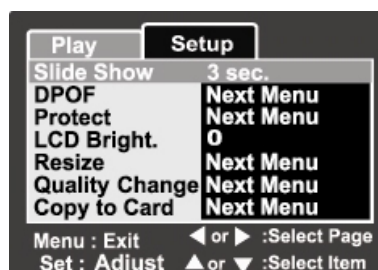 Play Setup
Slide Show 3 sec.
DPOF Next Menu
Protect Next Menu
LCD Bright. 0
Resize Next Menu
Quality Change Next Menu
Copy to Card Next Menu
Menu : Exit ◀ or ▶ :Select Page
Set : Adjust ▲ or ▼ :Select Item